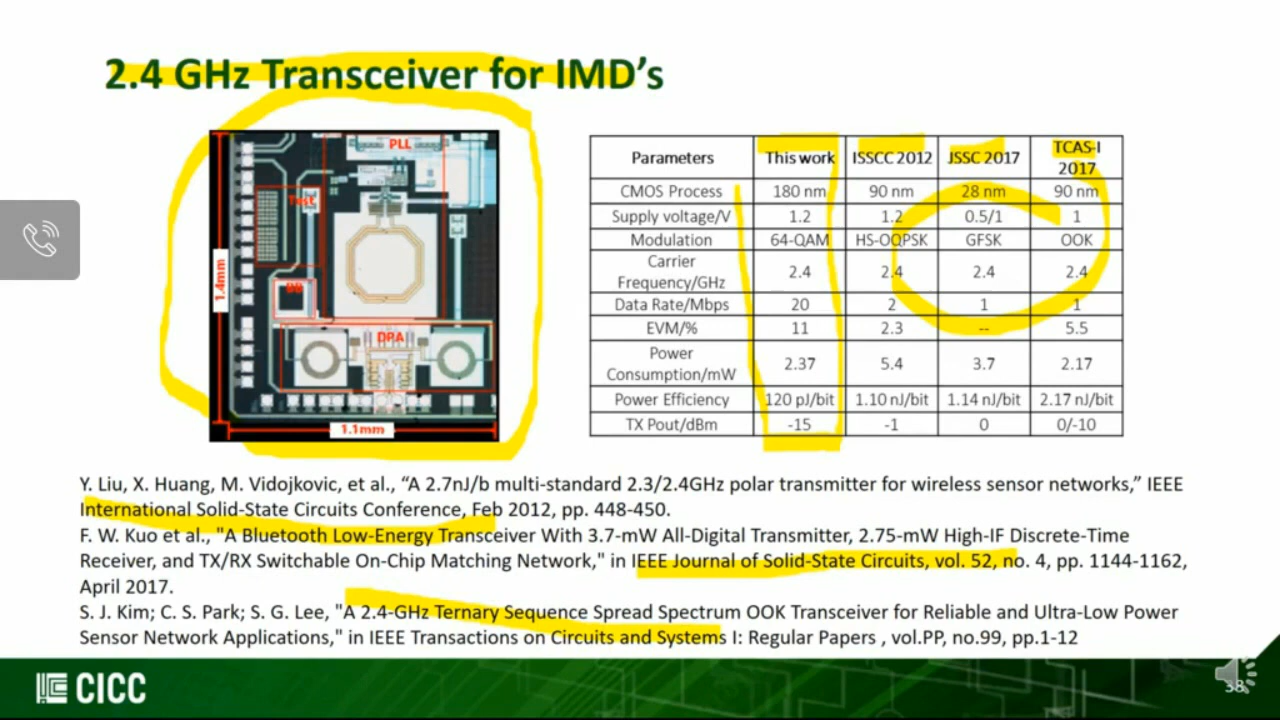 2.4 GHz Transceiver for IMD's
PLL
Test
BB
DPA
1.4mm
1.1mm
Parameters This work ISSCC 2012 JSSC 2017 TCAS-I 2017
CMOS Process 180 nm 90 nm 28 nm 90 nm
Supply voltage/V 1.2 1.2 0.5/1 1
Modulation 64-QAM HS-OQPSK GFSK OOK
Carrier Frequency/GHz 2.4 2.4 2.4 2.4
Data Rate/Mbps 20 2 1 1
EVM/% 11 2.3 -- 5.5
Power Consumption/mW 2.37 5.4 3.7 2.17
Power Efficiency 120 pJ/bit 1.10 nJ/bit 1.14 nJ/bit 2.17 nJ/bit
TX Pout/dBm -15 -1 0 0/-10
Y. Liu, X. Huang, M. Vidojkovic, et al., “A 2.7nJ/b multi-standard 2.3/2.4GHz polar transmitter for wireless sensor networks,” IEEE
International Solid-State Circuits Conference, Feb 2012, pp. 448-450.
F. W. Kuo et al., "A Bluetooth Low-Energy Transceiver With 3.7-mW All-Digital Transmitter, 2.75-mW High-IF Discrete-Time
Receiver, and TX/RX Switchable On-Chip Matching Network," in IEEE Journal of Solid-State Circuits, vol. 52, no. 4, pp. 1144-1162,
April 2017.
S. J. Kim; C. S. Park; S. G. Lee, "A 2.4-GHz Ternary Sequence Spread Spectrum OOK Transceiver for Reliable and Ultra-Low Power
Sensor Network Applications," in IEEE Transactions on Circuits and Systems I: Regular Papers , vol.PP, no.99, pp.1-12
CICC
38